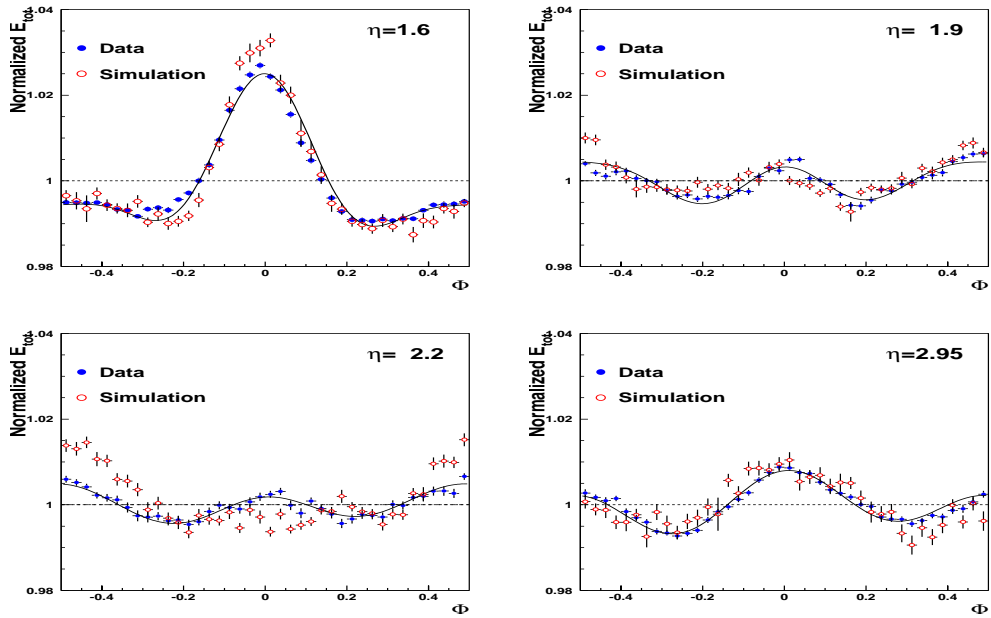 Normalized E_tot.
1.04
1.02
1
0.98
η=1.6
Data
Simulation
-0.4
-0.2
0
0.2
0.4
Φ
Normalized E_tot.
1.04
1.02
1
0.98
η= 1.9
Data
Simulation
-0.4
-0.2
0
0.2
0.4
Φ
Normalized E_tot.
1.04
1.02
1
0.98
η= 2.2
Data
Simulation
-0.4
-0.2
0
0.2
0.4
Φ
Normalized E_tot.
1.04
1.02
1
0.98
η=2.95
Data
Simulation
-0.4
-0.2
0
0.2
0.4
Φ